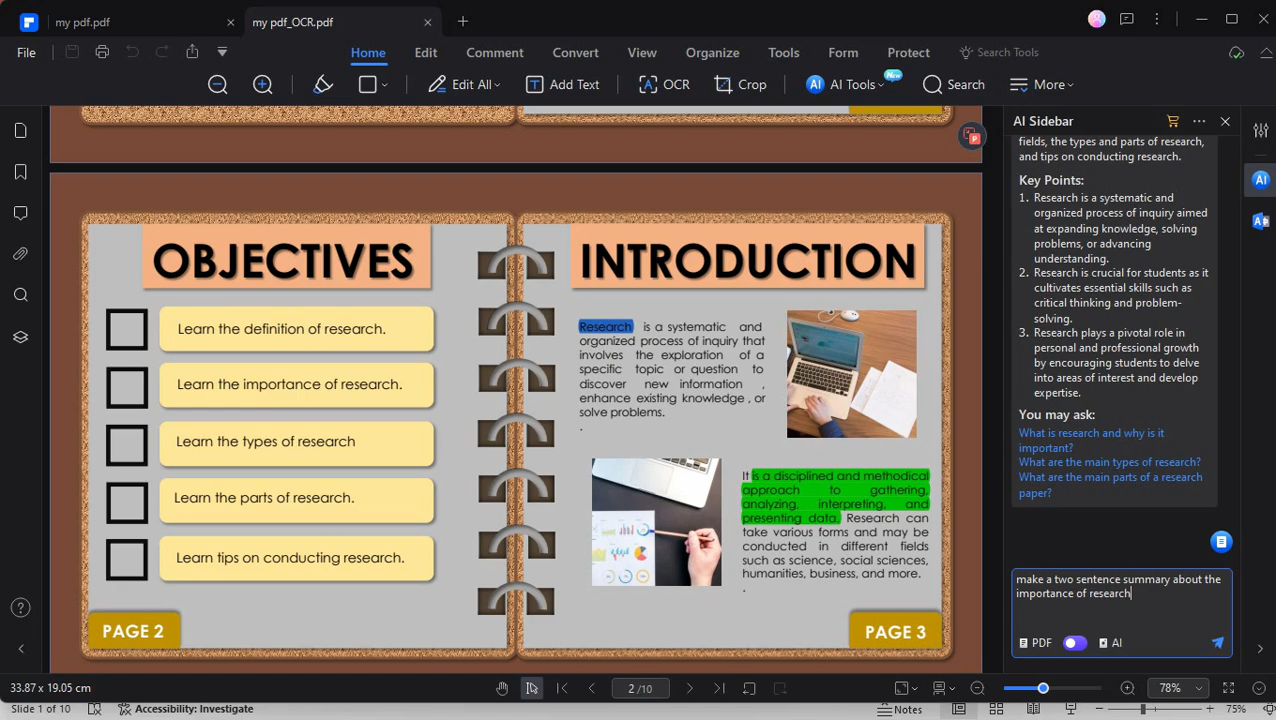 my pdf.pdf
my pdf_OCR.pdf
File
Home
Edit
Comment
Convert
View
Organize
Tools
Form
Protect
Search Tools
Edit All
Add Text
OCR
Crop
AI
AI Tools
New
Search
More
OBJECTIVES
Learn the definition of research.
Learn the importance of research.
Learn the types of research
Learn the parts of research.
Learn tips on conducting research.
PAGE 2
INTRODUCTION
Research is a systematic and
organized process of inquiry that
involves the exploration of a
specific topic or question to
discover new information ,
enhance existing knowledge , or
solve problems.
.
It is a disciplined and methodical
approach to gathering,
analyzing, interpreting, and
presenting data. Research can
take various forms and may be
conducted in different fields
such as science, social sciences,
humanities, business, and more.
.
PAGE 3
AI Sidebar
fields, the types and parts of research,
and tips on conducting research.
Key Points:
1. Research is a systematic and
organized process of inquiry aimed
at expanding knowledge, solving
problems, or advancing
understanding.
2. Research is crucial for students as it
cultivates essential skills such as
critical thinking and problem-
solving.
3. Research plays a pivotal role in
personal and professional growth
by encouraging students to delve
into areas of interest and develop
expertise.
You may ask:
What is research and why is it
important?
What are the main types of research?
What are the main parts of a research
paper?
make a two sentence summary about the
importance of research
PDF
AI
AI
33.87 x 19.05 cm
2 /10
78%
Slide 1 of 10
Accessibility: Investigate
Notes
75%